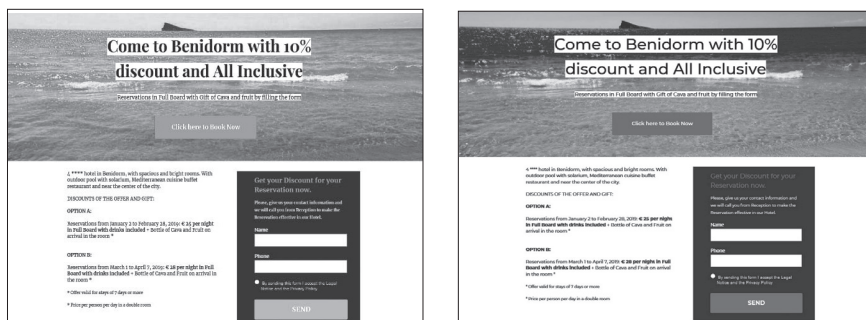 Come to Benidorm with 10%
discount and All Inclusive
Reservations in Full Board with Gift of Cava and fruit by filling the form
Click here to Book Now
4 **** hotel in Benidorm, with spacious and bright rooms. With
outdoor pool with solarium, Mediterranean cuisine buffet
restaurant and near the center of the city.
DISCOUNTS OF THE OFFER AND GIFT:
OPTION A:
Reservations from January 2 to February 28, 2019: € 25 per night
in Full Board with drinks included + Bottle of Cava and Fruit on
arrival in the room *
OPTION B:
Reservations from March 1 to April 7, 2019: € 28 per night in Full
Board with drinks included + Bottle of Cava and Fruit on arrival in
the room *
* Offer valid for stays of 7 days or more
* Price per person per day in a double room
Get your Discount for your
Reservation now.
Please, give us your contact information and
we will call you from Reception to make the
Reservation effective in our Hotel.
Name
Phone
By sending this form I accept the Legal
Notice and the Privacy Policy.
SEND
Come to Benidorm with 10%
discount and All Inclusive
Reservations in Full Board with Gift of Cava and fruit by filling the form
Click here to Book Now
4 **** hotel in Benidorm, with spacious and bright rooms. With
outdoor pool with solarium, Mediterranean cuisine buffet
restaurant and near the center of the city.
DISCOUNTS OF THE OFFER AND GIFT:
OPTION A:
Reservations from January 2 to February 28, 2019: € 25 per night
in Full Board with drinks included + Bottle of Cava and Fruit on
arrival in the room *
OPTION B:
Reservations from March 1 to April 7, 2019: € 28 per night in Full
Board with drinks included + Bottle of Cava and Fruit on arrival
in the room *
* Offer valid for stays of 7 days or more
* Price per person per day in a double room
Get your Discount for your
Reservation now.
Please, give us your contact information and
we will call you from Reception to make the
Reservation effective in our Hotel.
Name
Phone
By sending this form I accept the Legal
Notice and the Privacy Policy.
SEND